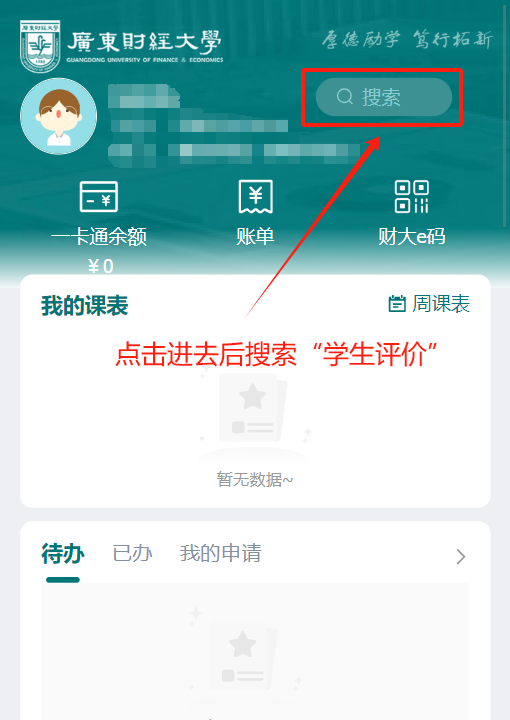 廣東財經大學
GUANGDONG UNIVERSITY OF FINANCE & ECONOMICS
厚德励学 笃行拓新
搜索
一卡通余额
¥0
账单
财大e码
我的课表
周课表
点击进去后搜索“学生评价”
暂无数据~
待办
已办
我的申请